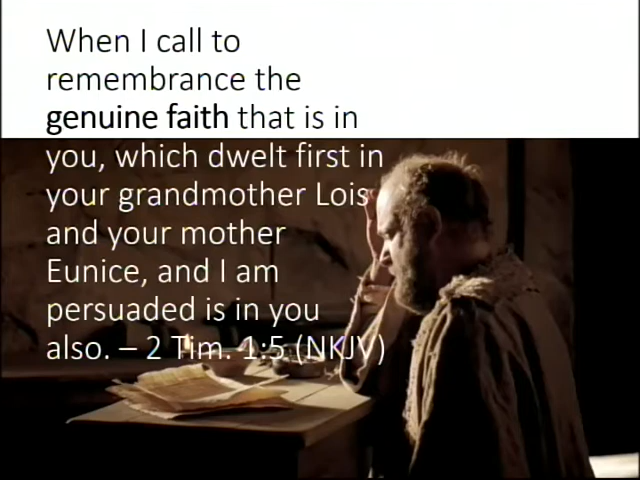 When I call to
remembrance the
genuine faith that is in
you, which dwelt first in
your grandmother Lois
and your mother
Eunice, and I am
persuaded is in you
also. – 2 Tim. 1:5 (NKJV)